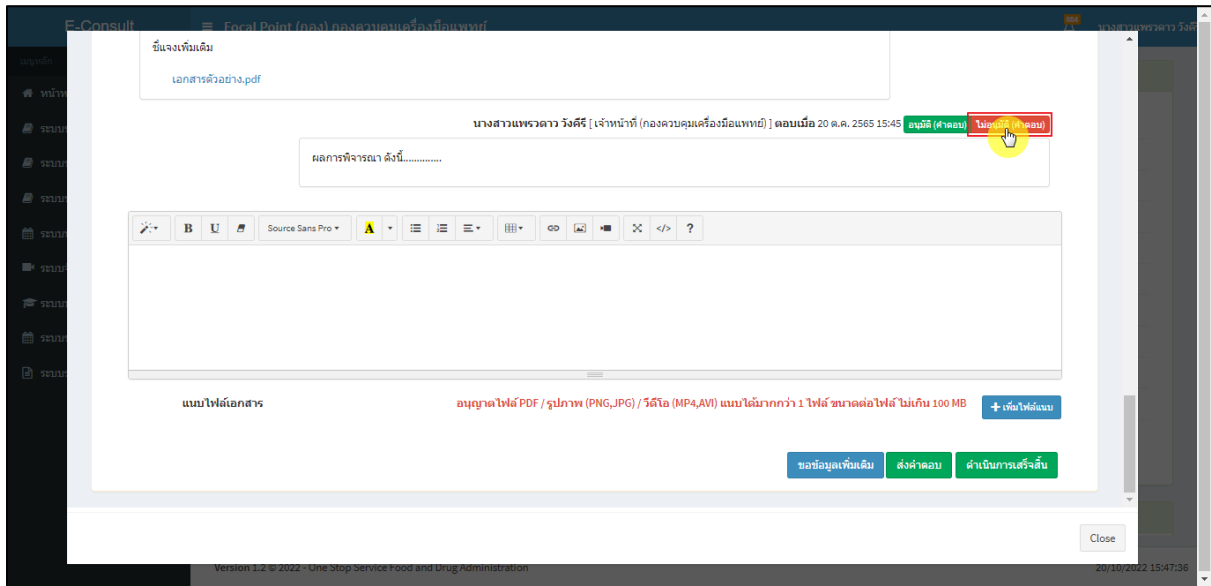 E-Consult
Focal Point (กอง) กองควบคุมเครื่องมือแพทย์
684
นางสาวแพรวดาว วังคีรี
เมนูหลัก
ชี้แจงเพิ่มเติม
เอกสารตัวอย่าง.pdf
นางสาวแพรวดาว วังคีรี [ เจ้าหน้าที่ (กองควบคุมเครื่องมือแพทย์) ] ตอบเมื่อ 20 ต.ค. 2565 15:45 อนุมัติ (คำตอบ) ไม่อนุมัติ (คำตอบ)
ผลการพิจารณา ดังนี้..............
B U Source Sans Pro A </> ?
แนบไฟล์เอกสาร
อนุญาตไฟล์ PDF / รูปภาพ (PNG,JPG) / วีดีโอ (MP4,AVI) แนบได้มากกว่า 1 ไฟล์ ขนาดต่อไฟล์ ไม่เกิน 100 MB
เพิ่มไฟล์แนบ
ขอข้อมูลเพิ่มเติม ส่งคำตอบ ดำเนินการเสร็จสิ้น
Close
Version 1.2 © 2022 - One Stop Service Food and Drug Administration
20/10/2022 15:47:36